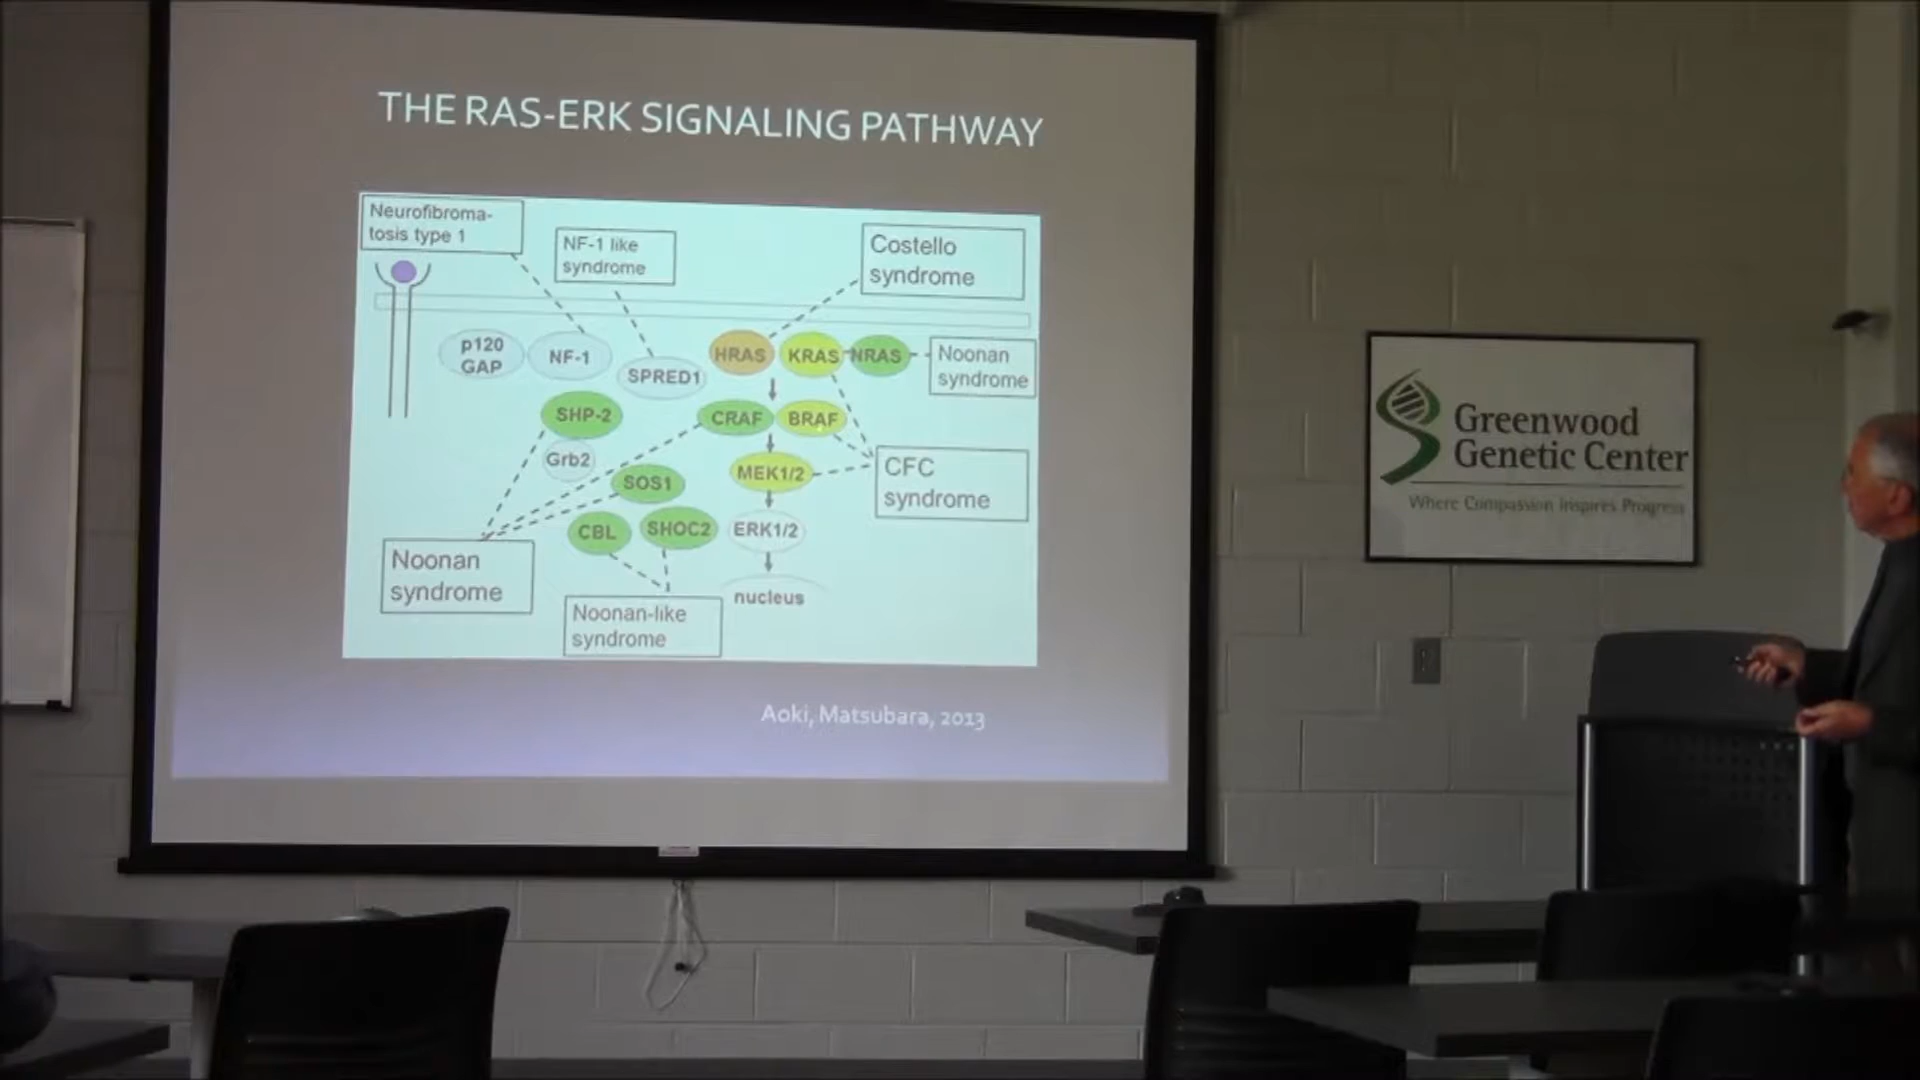 THE RAS-ERK SIGNALING PATHWAY
Neurofibroma-
tosis type 1
NF-1 like
syndrome
Costello
syndrome
p120
GAP
NF-1
SPRED1
HRAS
KRAS
NRAS
Noonan
syndrome
SHP-2
CRAF
BRAF
Grb2
SOS1
MEK1/2
CFC
syndrome
CBL
SHOC2
ERK1/2
Noonan
syndrome
nucleus
Noonan-like
syndrome
Aoki, Matsubara, 2013
Greenwood
Genetic Center
Where Compassion Inspires Progress